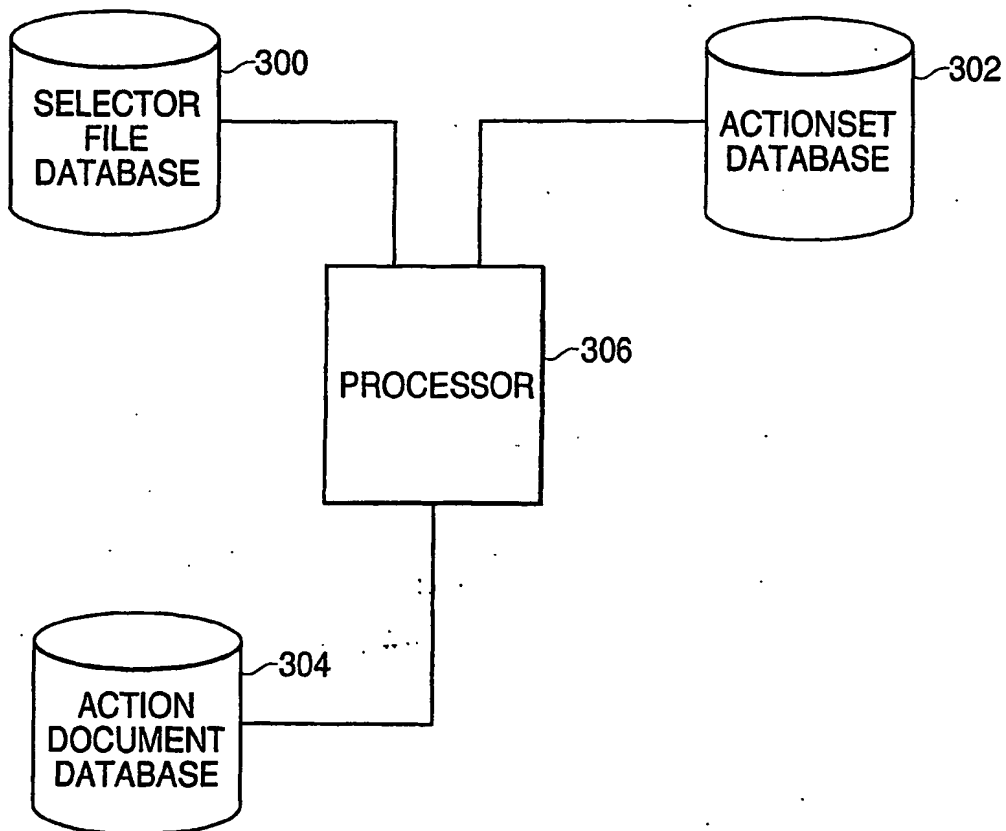 300
SELECTOR
FILE
DATABASE
302
ACTIONSET
DATABASE
306
PROCESSOR
304
ACTION
DOCUMENT
DATABASE